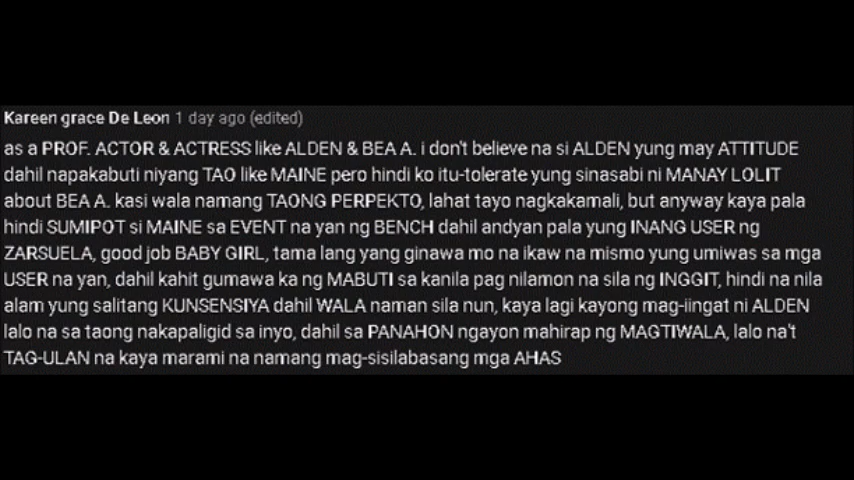 Kareen grace De Leon 1 day ago (edited)
as a PROF. ACTOR & ACTRESS like ALDEN & BEA A. i don't believe na si ALDEN yung may ATTITUDE
dahil napakabuti niyang TAO like MAINE pero hindi ko itu-tolerate yung sinasabi ni MANAY LOLIT
about BEA A. kasi wala namang TAONG PERPEKTO, lahat tayo nagkakamali, but anyway kaya pala
hindi SUMIPOT si MAINE sa EVENT na yan ng BENCH dahil andyan pala yung INANG USER ng
ZARSUELA, good job BABY GIRL, tama lang yang ginawa mo na ikaw na mismo yung umiwas sa mga
USER na yan, dahil kahit gumawa ka ng MABUTI sa kanila pag nilamon na sila ng INGGIT, hindi na nila
alam yung salitang KUNSENSIYA dahil WALA naman sila nun, kaya lagi kayong mag-iingat ni ALDEN
lalo na sa taong nakapaligid sa inyo, dahil sa PANAHON ngayon mahirap ng MAGTIWALA, lalo na't
TAG-ULAN na kaya marami na namang mag-sisilabasang mga AHAS